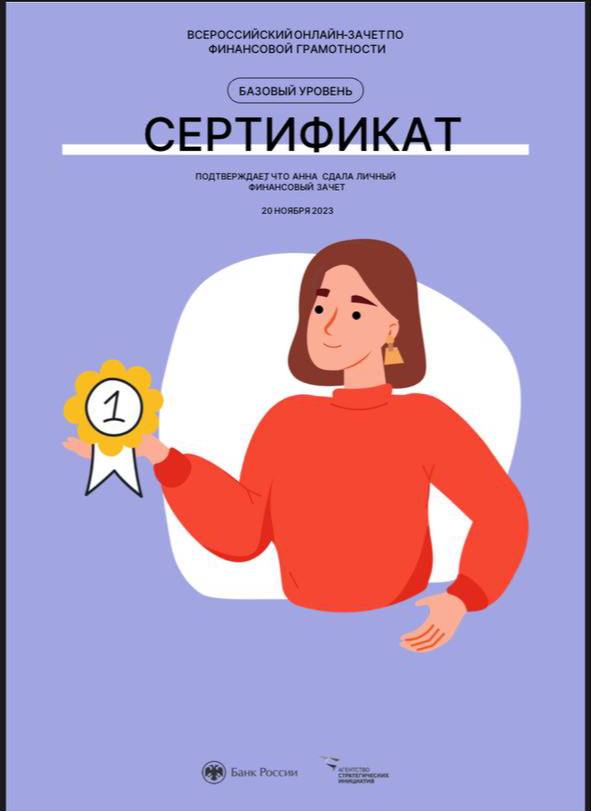 ВСЕРОССИЙСКИЙ ОНЛАЙН-ЗАЧЕТ ПО
ФИНАНСОВОЙ ГРАМОТНОСТИ
БАЗОВЫЙ УРОВЕНЬ
СЕРТИФИКАТ
ПОДТВЕРЖДАЕТ, ЧТО АННА СДАЛА ЛИЧНЫЙ
ФИНАНСОВЫЙ ЗАЧЕТ
20 НОЯБРЯ 2023
1
Банк России
АГЕНТСТВО
СТРАТЕГИЧЕСКИХ
ИНИЦИАТИВ